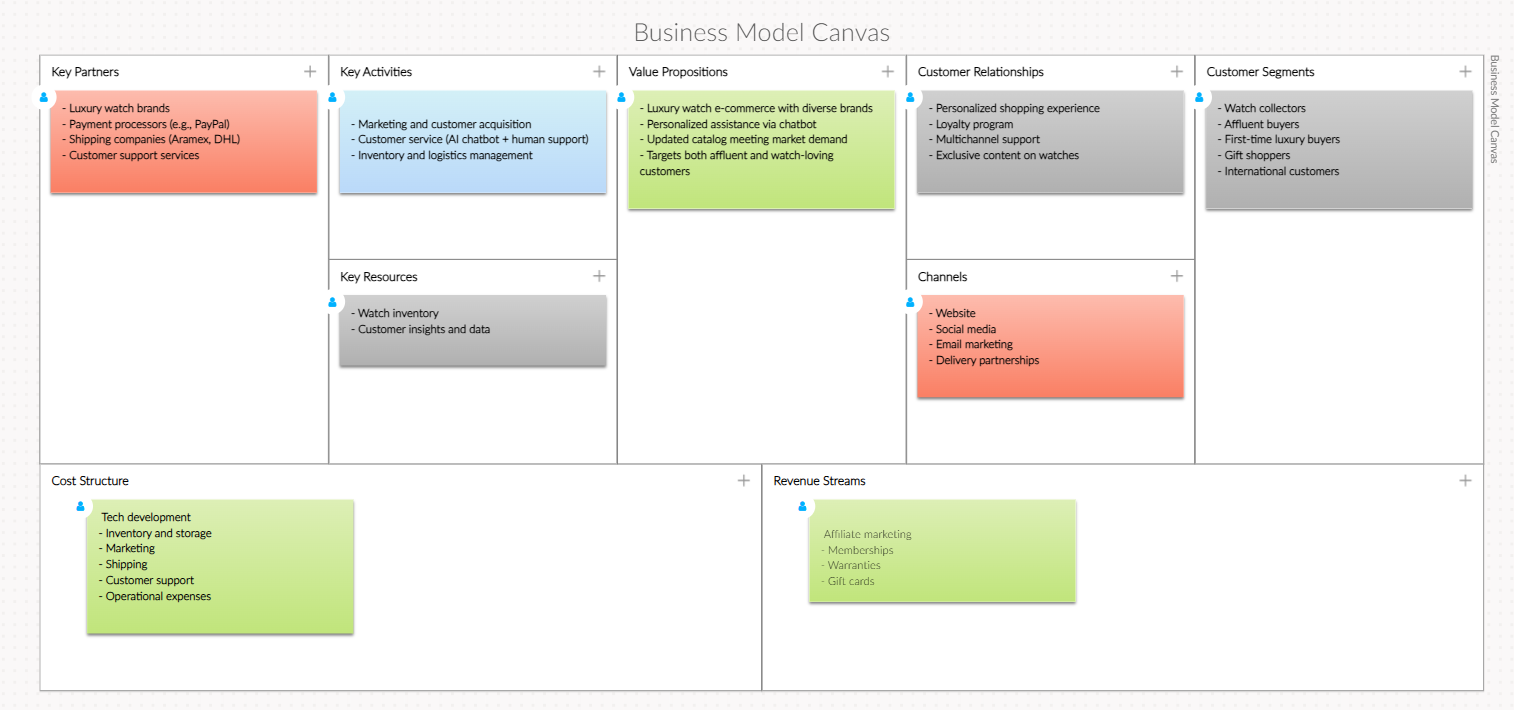 Business Model Canvas
Key Partners
- Luxury watch brands
- Payment processors (e.g., PayPal)
- Shipping companies (Aramex, DHL)
- Customer support services
Key Activities
- Marketing and customer acquisition
- Customer service (AI chatbot + human support)
- Inventory and logistics management
Key Resources
- Watch inventory
- Customer insights and data
Value Propositions
- Luxury watch e-commerce with diverse brands
- Personalized assistance via chatbot
- Updated catalog meeting market demand
- Targets both affluent and watch-loving
customers
Customer Relationships
- Personalized shopping experience
- Loyalty program
- Multichannel support
- Exclusive content on watches
Channels
- Website
- Social media
- Email marketing
- Delivery partnerships
Customer Segments
- Watch collectors
- Affluent buyers
- First-time luxury buyers
- Gift shoppers
- International customers
Business Model Canvas
Cost Structure
Tech development
- Inventory and storage
- Marketing
- Shipping
- Customer support
- Operational expenses
Revenue Streams
Affiliate marketing
- Memberships
- Warranties
- Gift cards